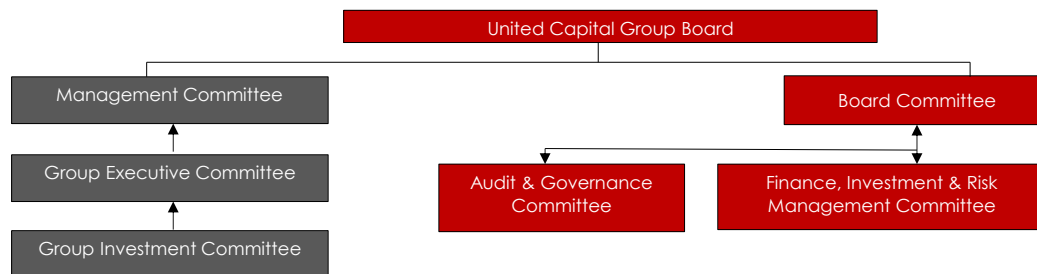 United Capital Group Board
Management Committee
Board Committee
Group Executive Committee
Audit & Governance
Committee
Finance, Investment & Risk
Management Committee
Group Investment Committee